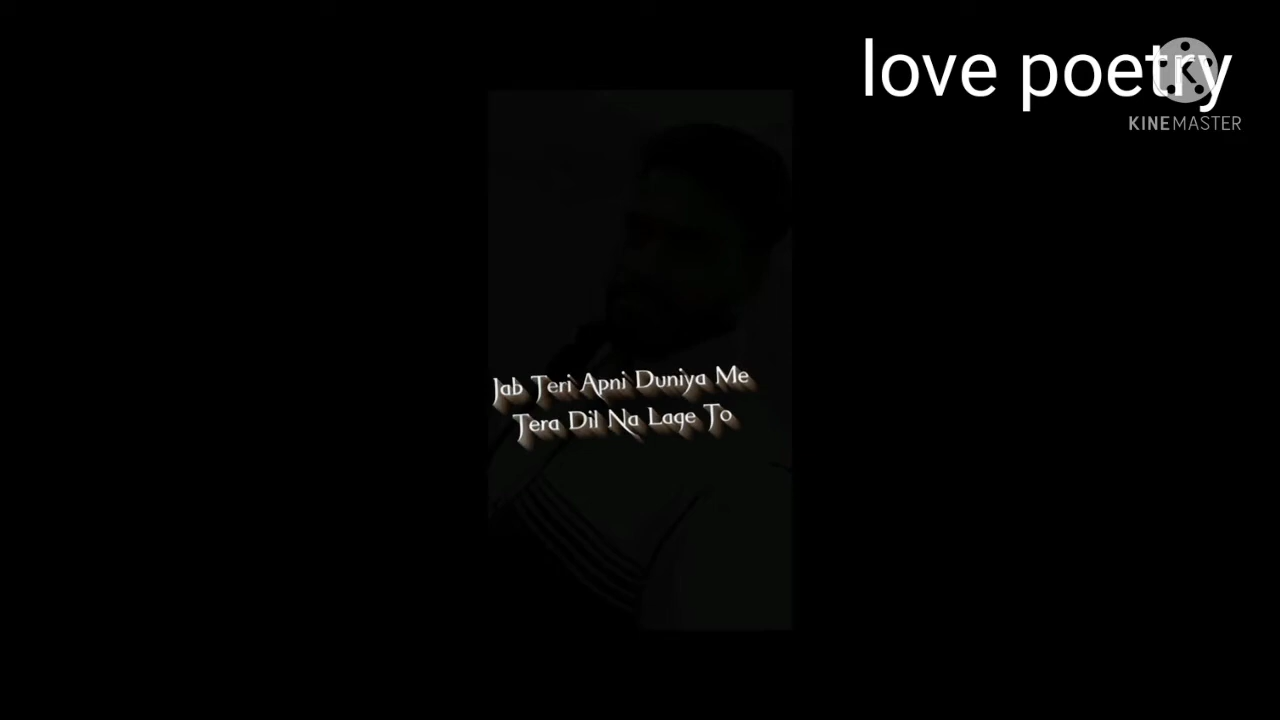 love poetry
KINEMASTER
Jab Teri Apni Duniya Me
Tera Dil Na Lage To